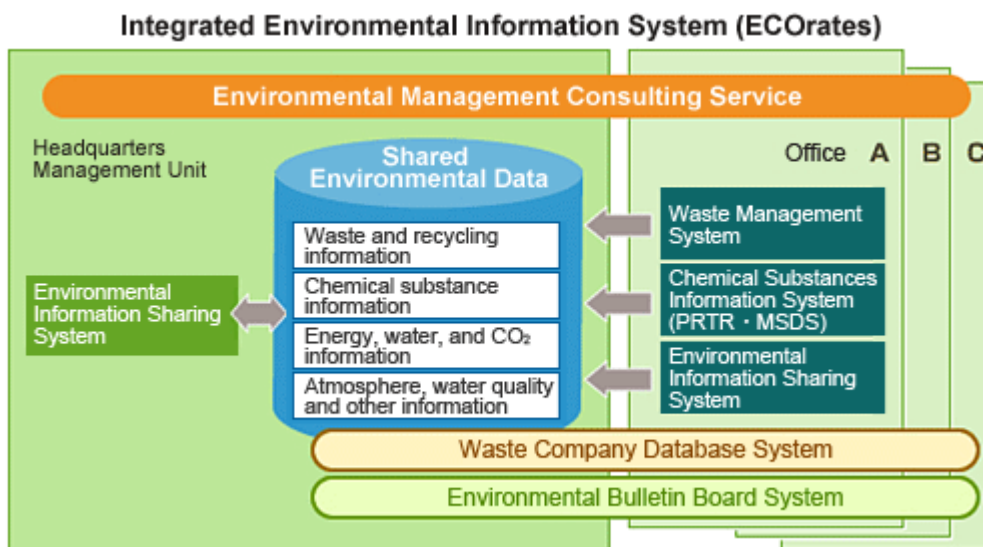 Integrated Environmental Information System (ECOrates)
Environmental Management Consulting Service
Headquarters
Management Unit
Shared
Environmental Data
Waste and recycling
information
Chemical substance
information
Energy, water, and CO₂
information
Atmosphere, water quality
and other information
Environmental
Information Sharing
System
Office A B C
Waste Management
System
Chemical Substances
Information System
(PRTR・MSDS)
Environmental
Information Sharing
System
Waste Company Database System
Environmental Bulletin Board System